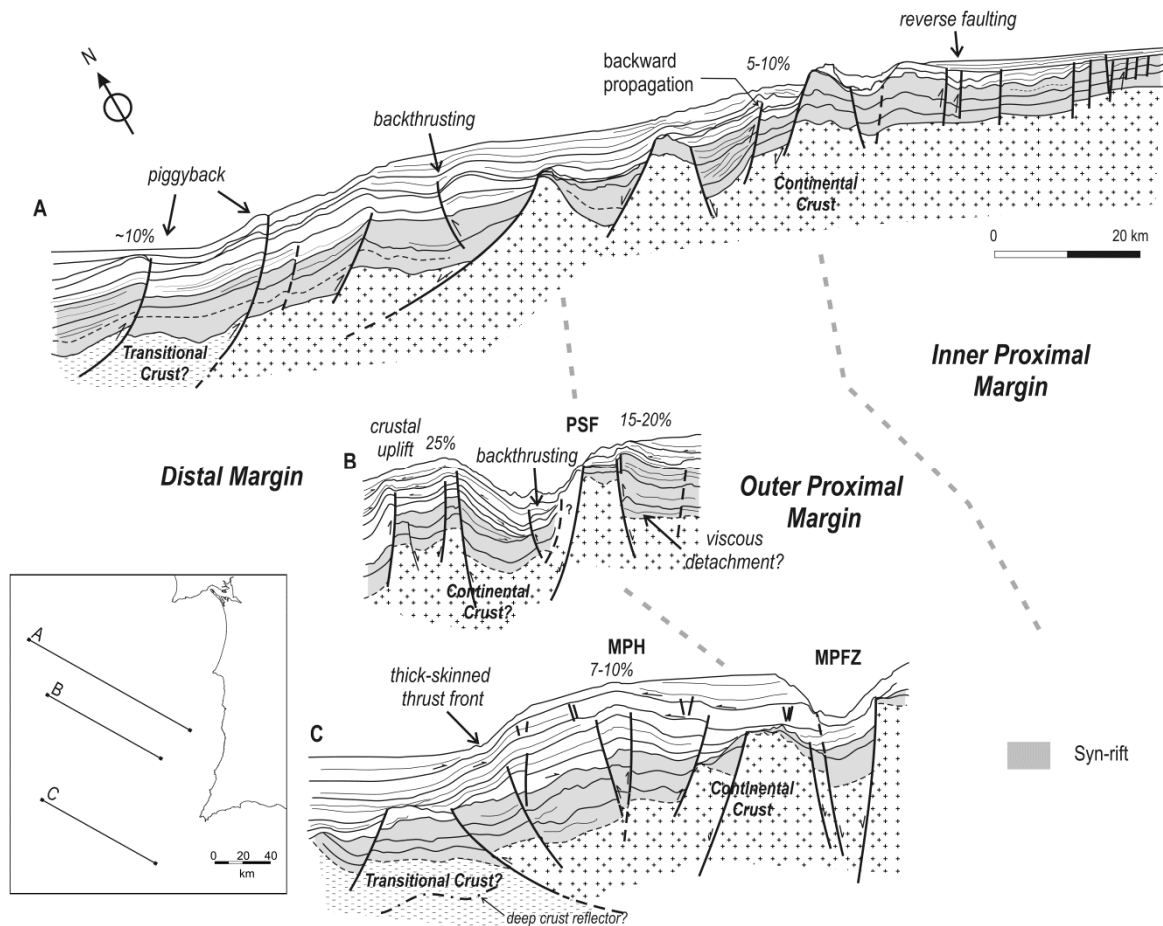 N
reverse faulting
backward
propagation
5-10%
backthrusting
piggyback
A
~10%
Continental
Crust
0 20 km
Transitional
Crust?
Inner Proximal
Margin
crustal
uplift
25%
PSF
15-20%
B
backthrusting
?
Distal Margin
Outer Proximal
Margin
viscous
detachment?
Continental
Crust?
MPH
7-10%
MPFZ
thick-skinned
thrust front
C
Continental
Crust
Syn-rift
Transitional Crust?
deep crust reflector?
A
B
C
0 20 40
km